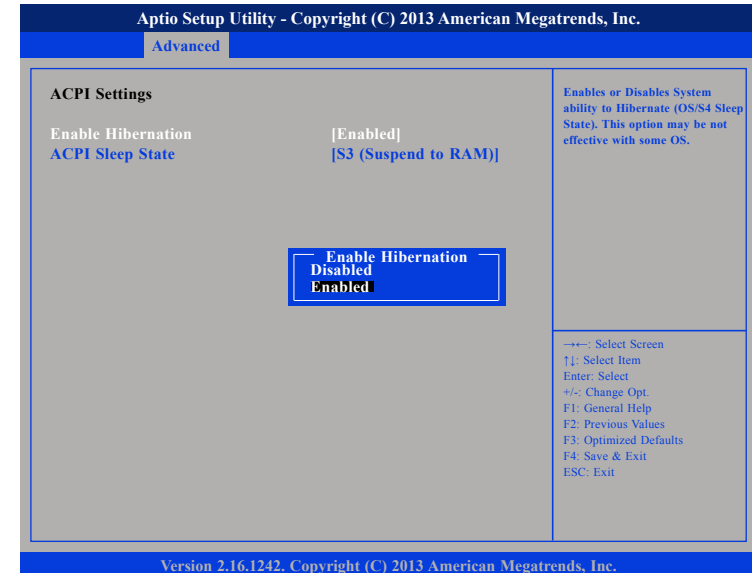 Aptio Setup Utility - Copyright (C) 2013 American Megatrends, Inc.
Advanced
ACPI Settings
Enable Hibernation [Enabled]
ACPI Sleep State [S3 (Suspend to RAM)]
Enable Hibernation
Disabled
Enabled
Enables or Disables System
ability to Hibernate (OS/S4 Sleep
State). This option may be not
effective with some OS.
→←: Select Screen
↑↓: Select Item
Enter: Select
+/-: Change Opt.
F1: General Help
F2: Previous Values
F3: Optimized Defaults
F4: Save & Exit
ESC: Exit
Version 2.16.1242. Copyright (C) 2013 American Megatrends, Inc.